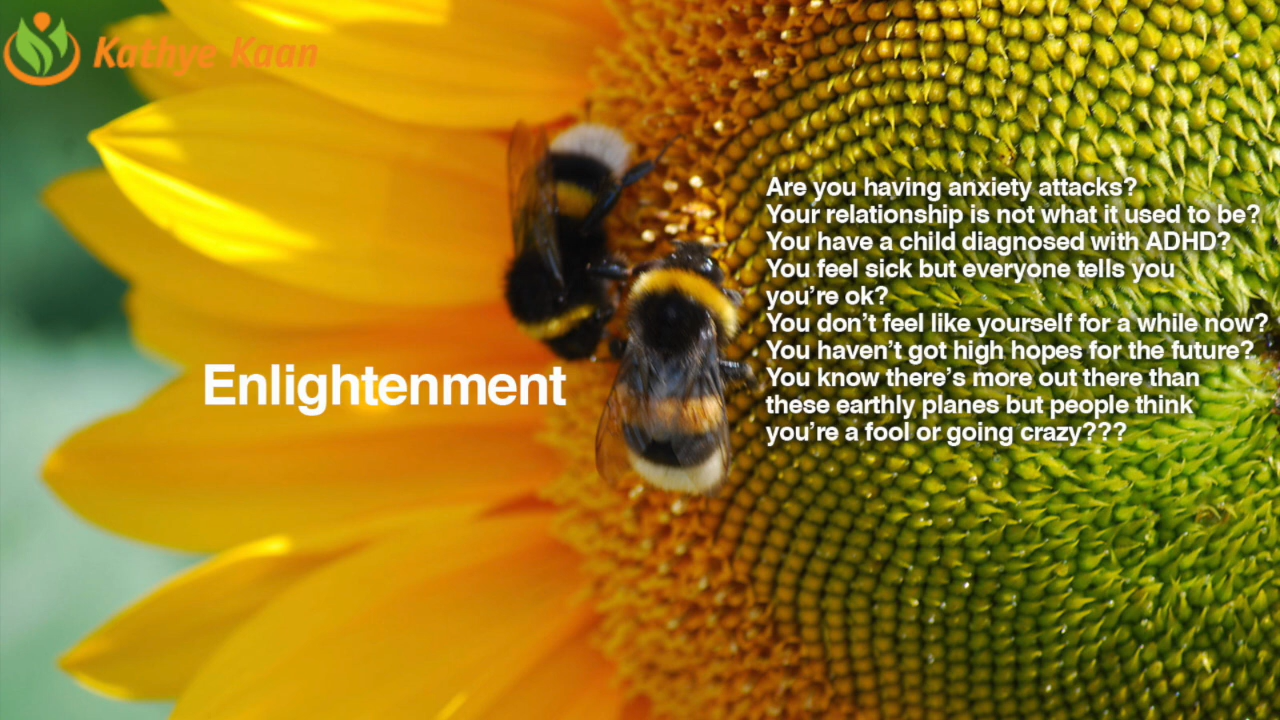 Kathye Kaan
Enlightenment
Are you having anxiety attacks?
Your relationship is not what it used to be?
You have a child diagnosed with ADHD?
You feel sick but everyone tells you
you’re ok?
You don’t feel like yourself for a while now?
You haven’t got high hopes for the future?
You know there’s more out there than
these earthly planes but people think
you’re a fool or going crazy???